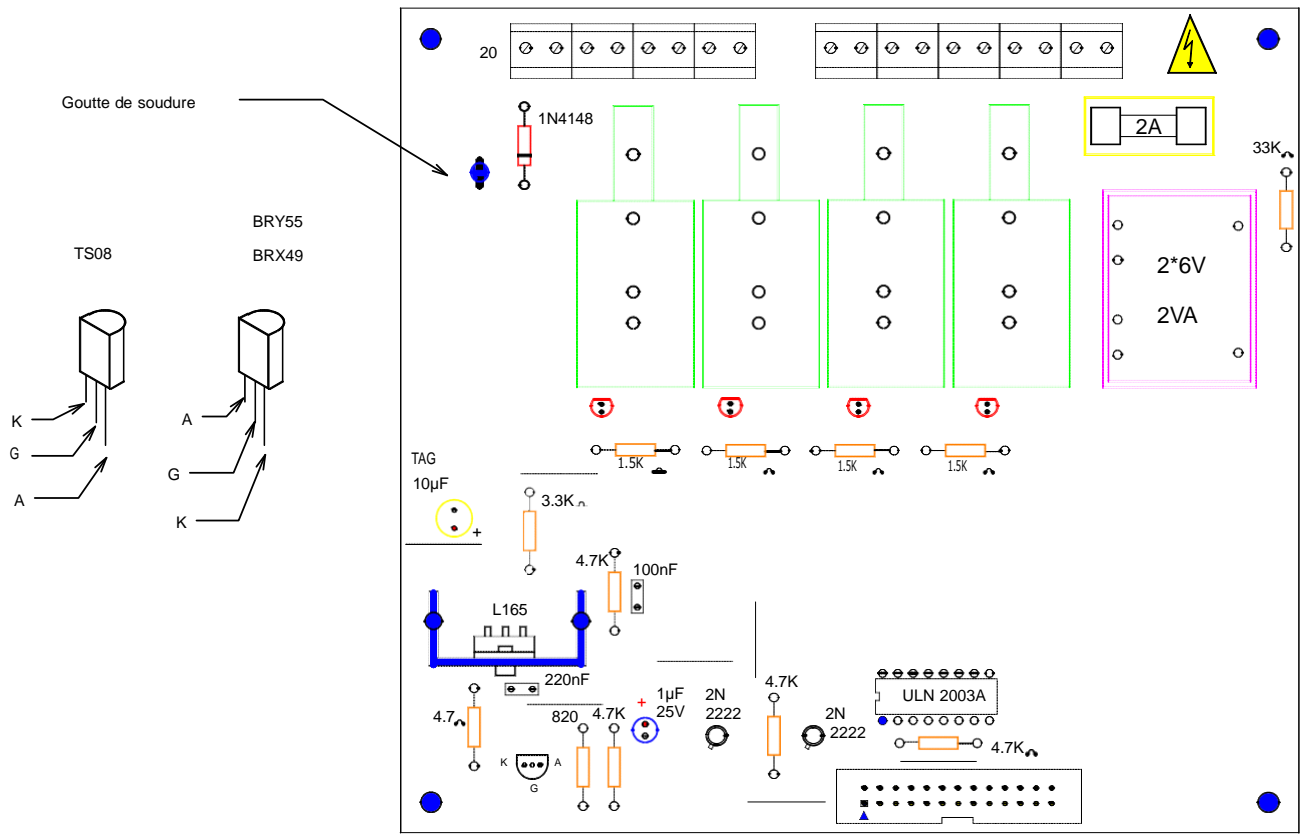 20
Goutte de soudure
1N4148
2A
33K
BRY55
TS08
BRX49
2*6V
2VA
K
A
G
G
A
K
1.5K
1.5K
1.5K
1.5K
TAG
10µF
+
3.3K
4.7K
100nF
L165
220nF
4.7
820
4.7K
+
1µF
25V
2N
2222
4.7K
2N
2222
ULN 2003A
4.7K
K
A
G